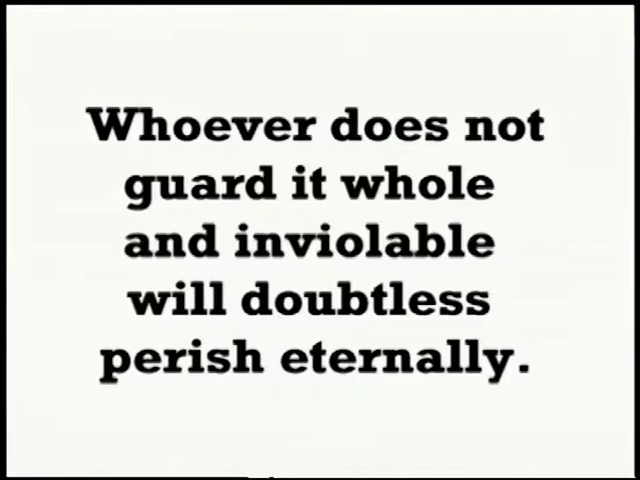 Whoever does not
guard it whole
and inviolable
will doubtless
perish eternally.